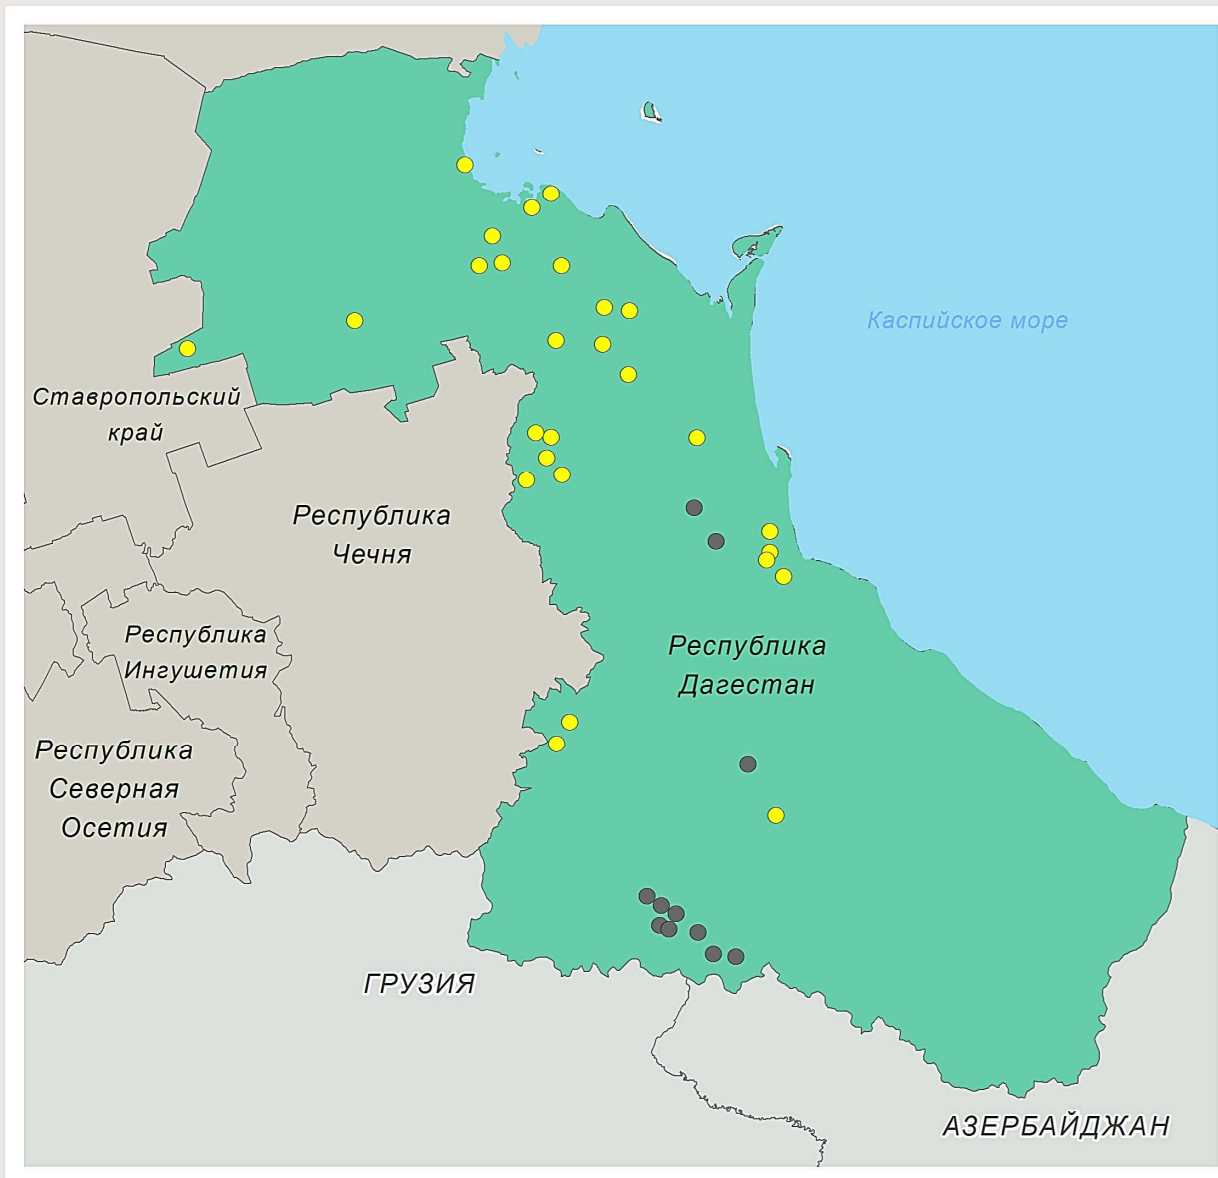 Каспийское море
Ставропольский
край
Республика
Чечня
Республика
Ингушетия
Республика
Дагестан
Республика
Северная
Осетия
ГРУЗИЯ
АЗЕРБАЙДЖАН